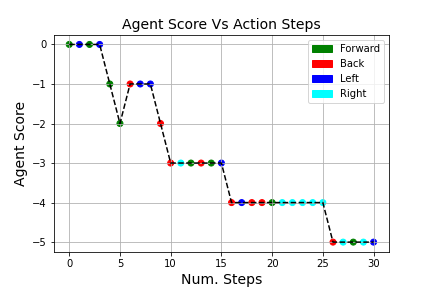 Agent Score Vs Action Steps
Forward
Back
Left
Right
0
−1
−2
−3
−4
−5
Agent Score
0 5 10 15 20 25 30
Num. Steps